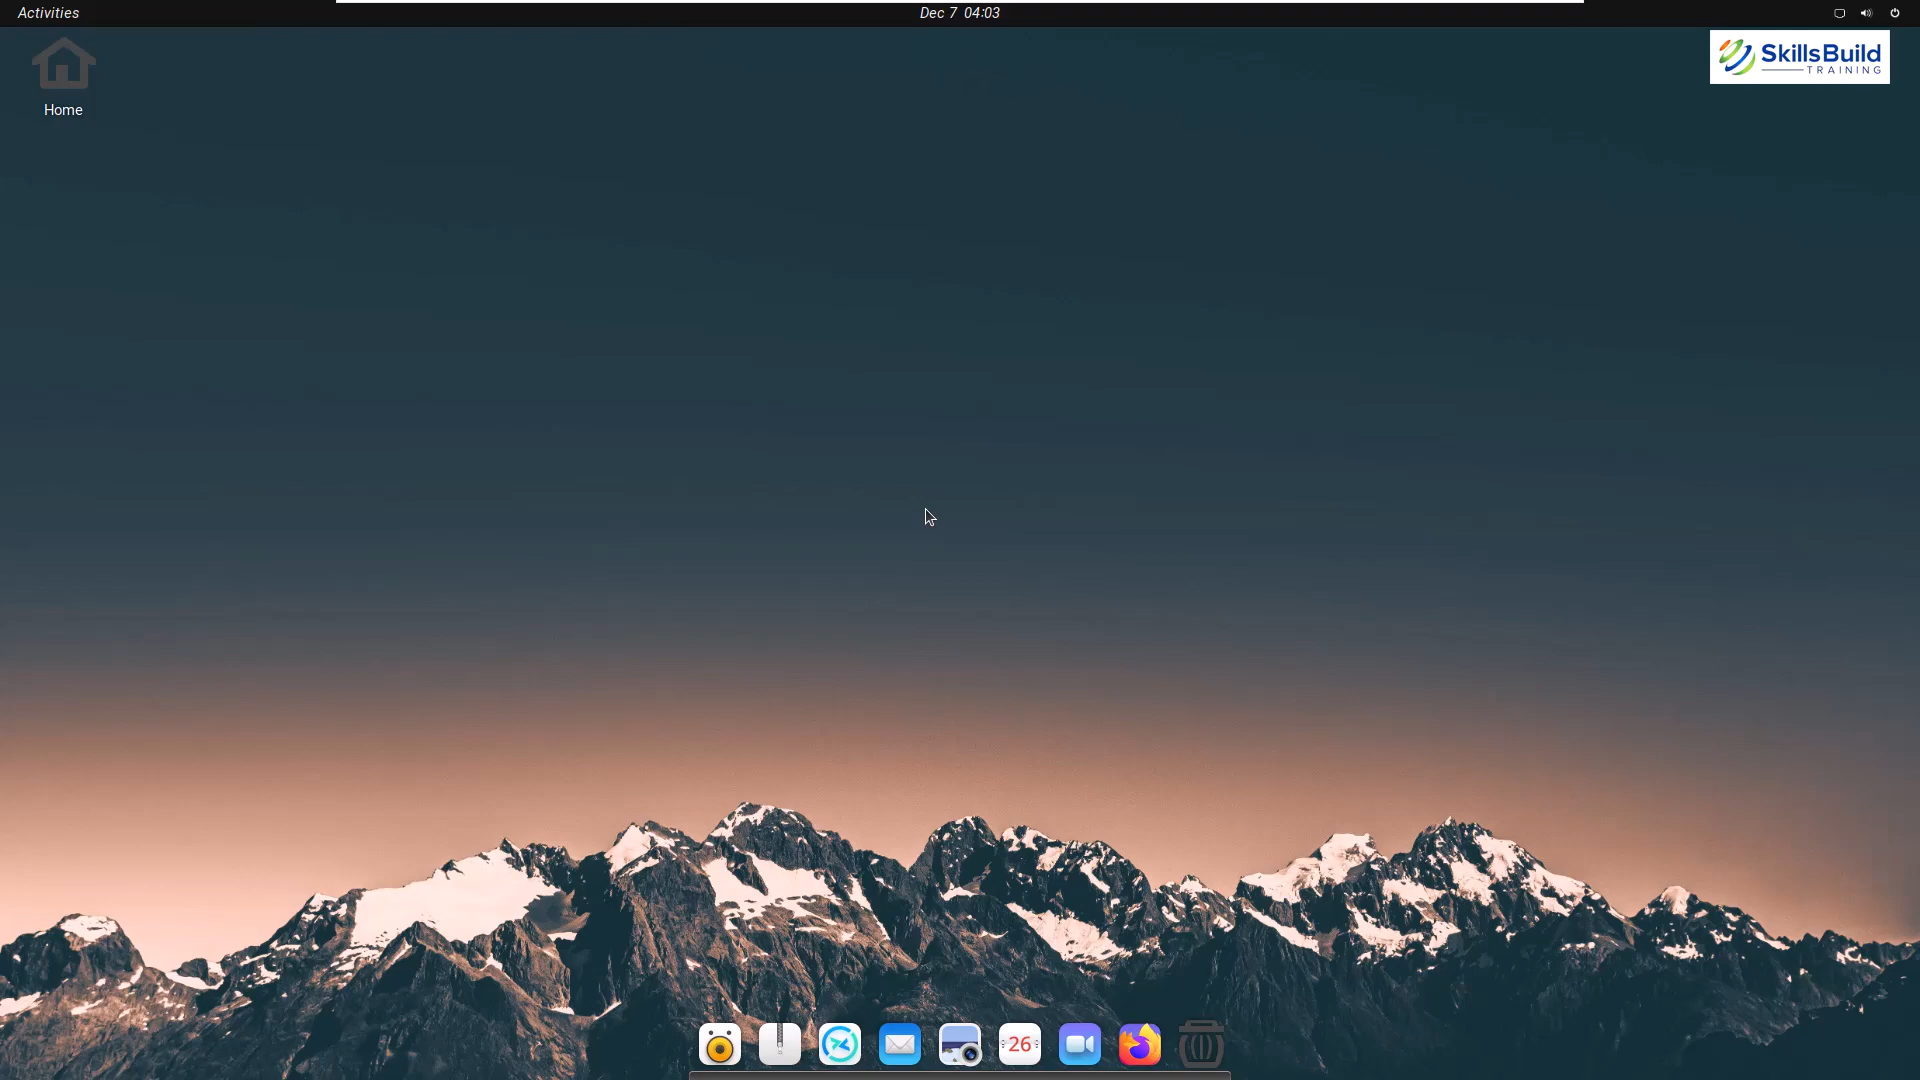 Activities
Dec 7 04:03
SkillsBuild
TRAINING
Home
26